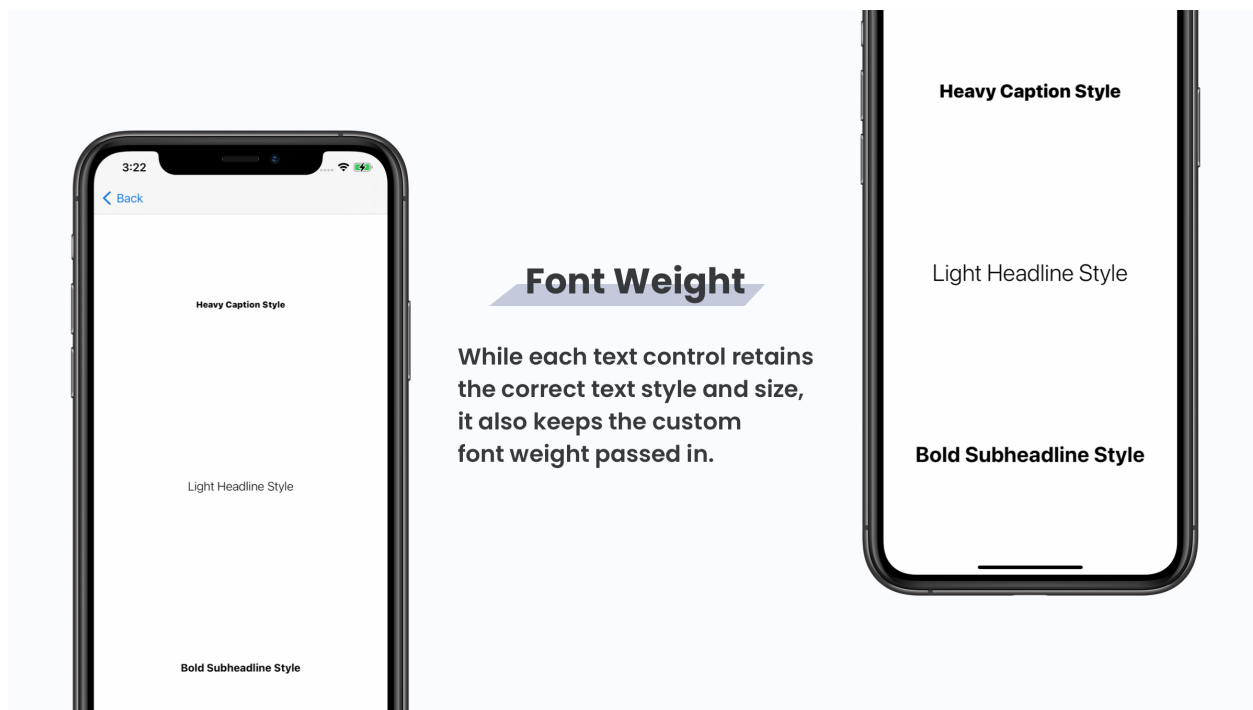 3:22
Back
Heavy Caption Style
Light Headline Style
Bold Subheadline Style
Font Weight
While each text control retains
the correct text style and size,
it also keeps the custom
font weight passed in.
Heavy Caption Style
Light Headline Style
Bold Subheadline Style